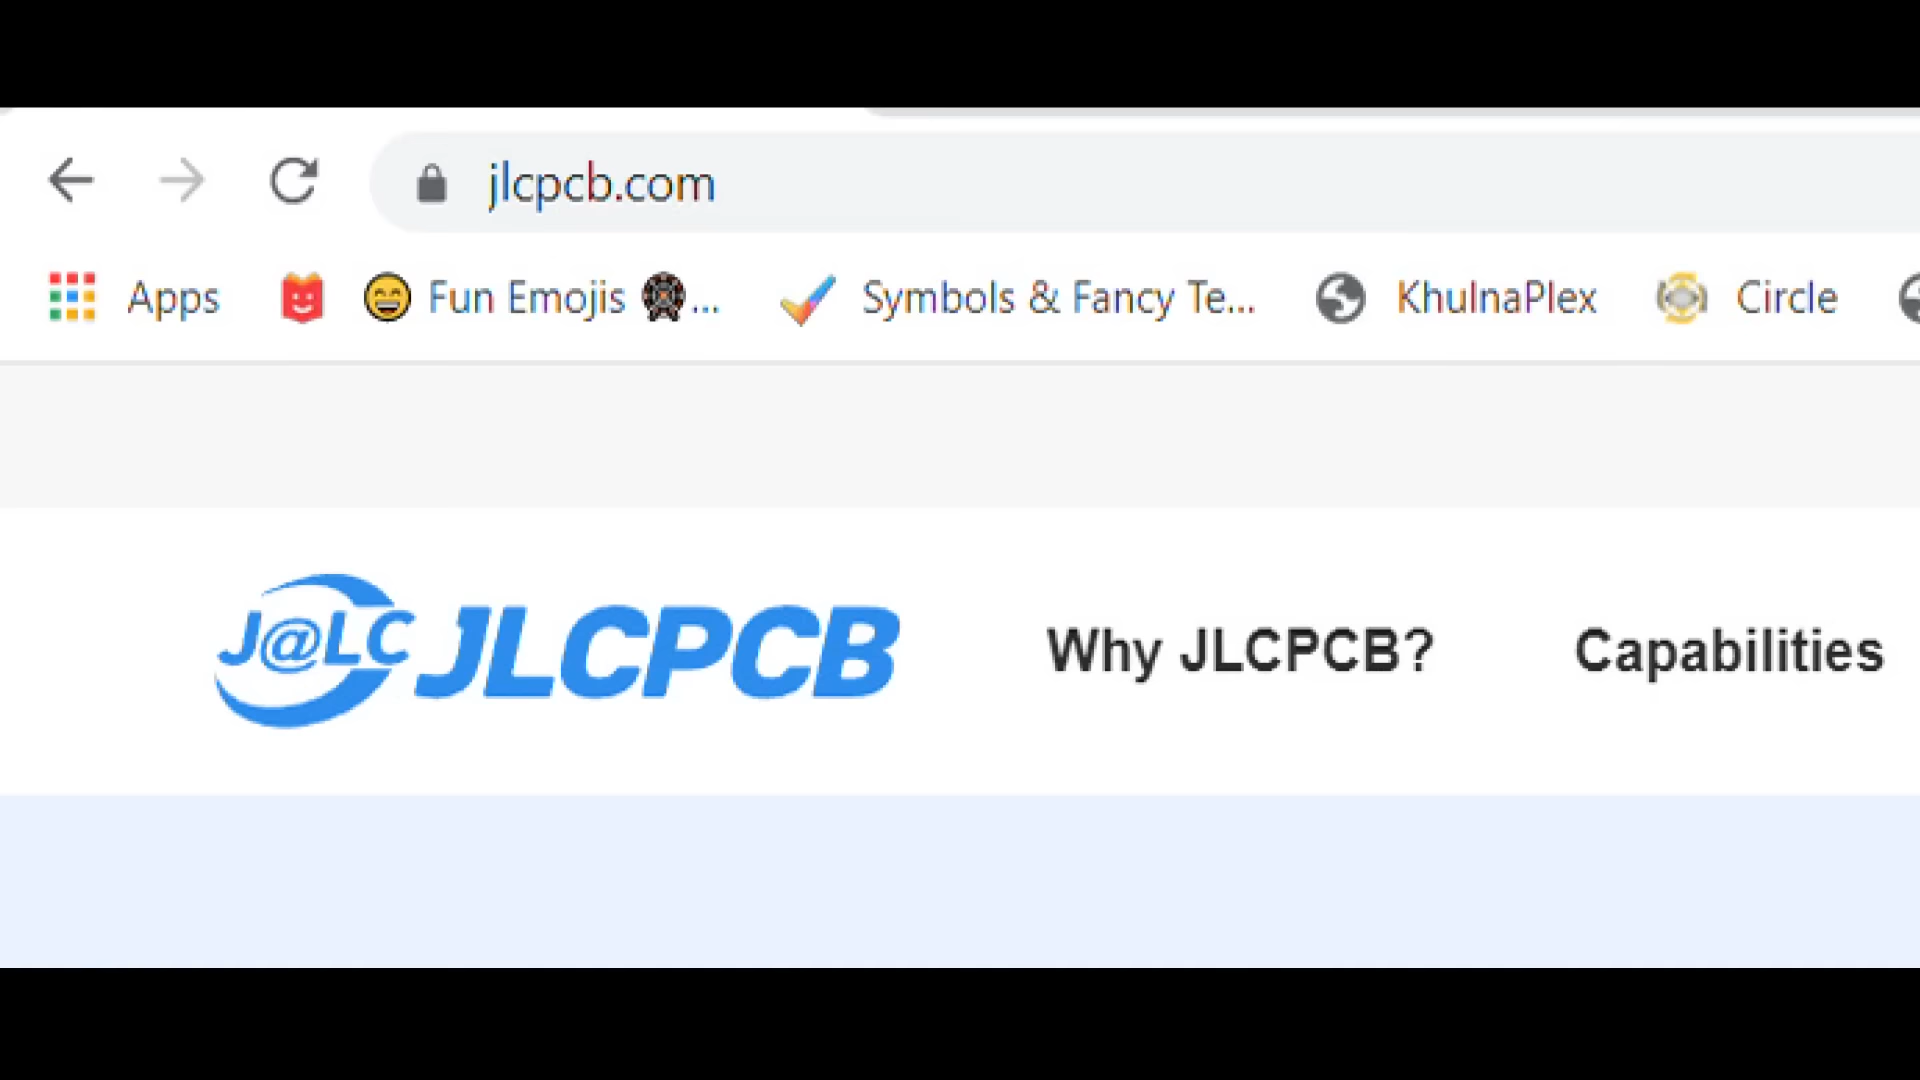 jlcpcb.com
Apps Fun Emojis ... Symbols & Fancy Te... KhulnaPlex Circle
J@LC JLCPCB Why JLCPCB? Capabilities